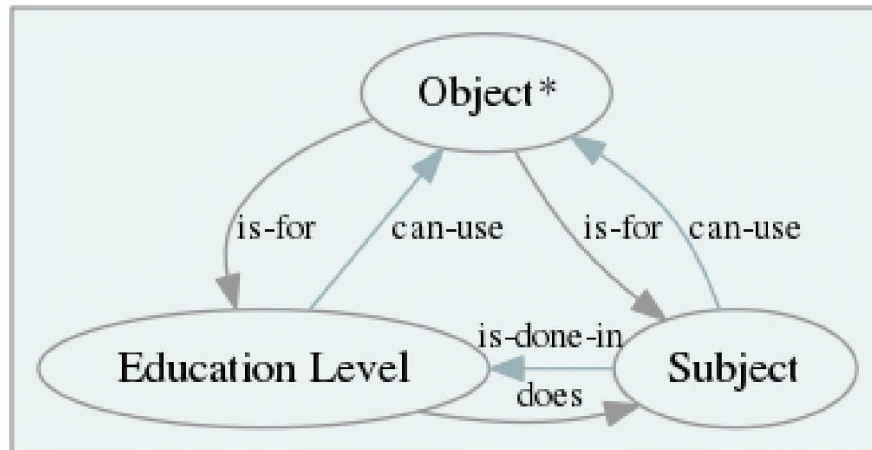 Object*
is-for
can-use
is-for
can-use
is-done-in
Education Level
Subject
does